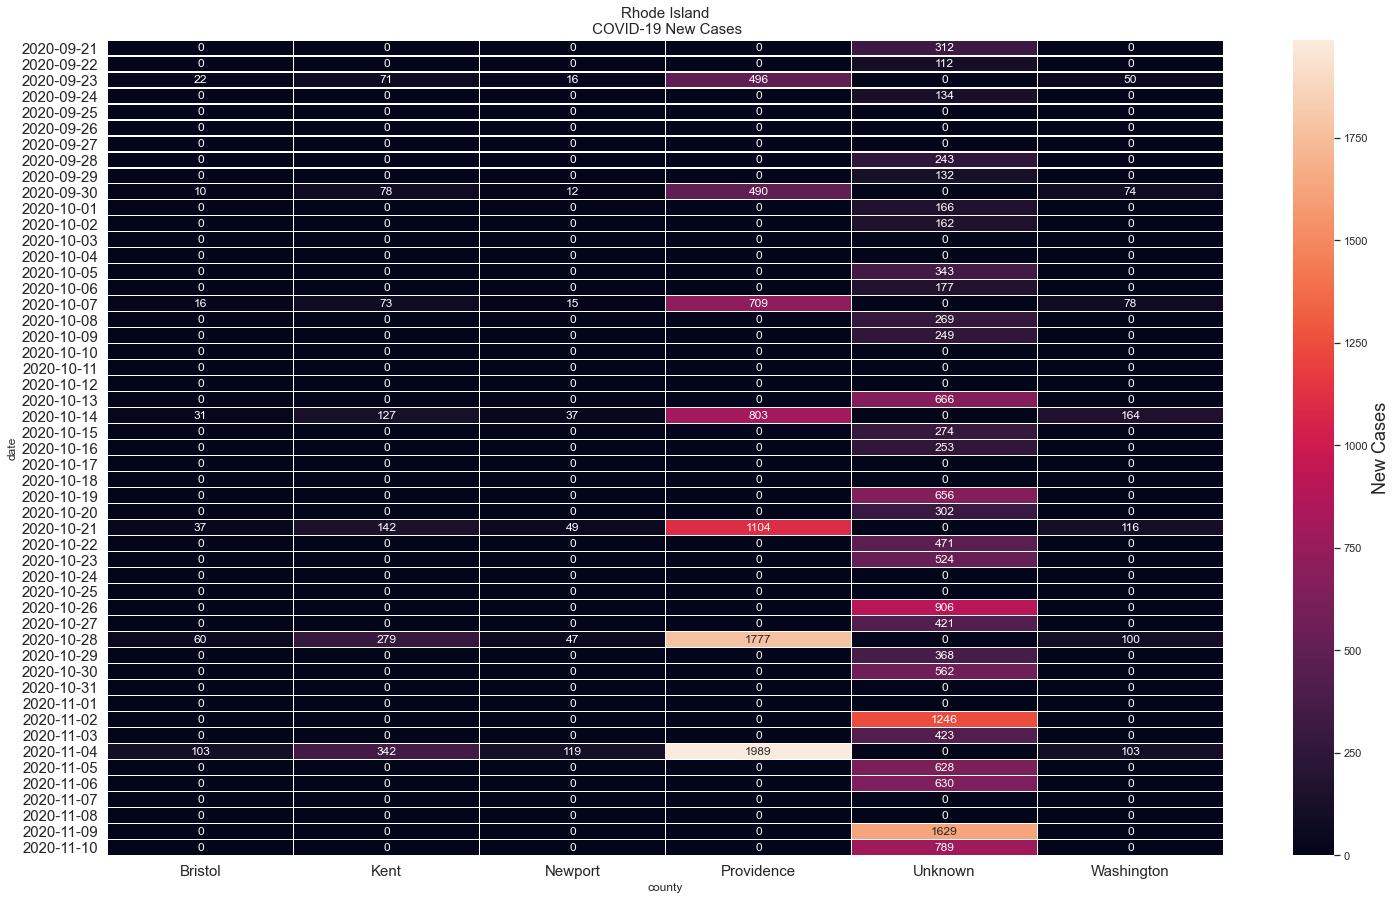 Rhode Island
COVID-19 New Cases
2020-09-21 0 0 0 0 312 0
2020-09-22 0 0 0 0 112 0
2020-09-23 22 71 16 496 0 50
2020-09-24 0 0 0 0 134 0
2020-09-25 0 0 0 0 0 0
2020-09-26 0 0 0 0 0 0
2020-09-27 0 0 0 0 0 0
2020-09-28 0 0 0 0 243 0
2020-09-29 0 0 0 0 132 0
2020-09-30 10 78 12 490 0 74
2020-10-01 0 0 0 0 166 0
2020-10-02 0 0 0 0 162 0
2020-10-03 0 0 0 0 0 0
2020-10-04 0 0 0 0 0 0
2020-10-05 0 0 0 0 343 0
2020-10-06 0 0 0 0 177 0
2020-10-07 16 73 15 709 0 78
2020-10-08 0 0 0 0 269 0
2020-10-09 0 0 0 0 249 0
2020-10-10 0 0 0 0 0 0
2020-10-11 0 0 0 0 0 0
2020-10-12 0 0 0 0 0 0
2020-10-13 0 0 0 0 666 0
2020-10-14 31 127 37 803 0 164
2020-10-15 0 0 0 0 274 0
2020-10-16 0 0 0 0 253 0
2020-10-17 0 0 0 0 0 0
2020-10-18 0 0 0 0 0 0
2020-10-19 0 0 0 0 656 0
2020-10-20 0 0 0 0 302 0
2020-10-21 37 142 49 1104 0 116
2020-10-22 0 0 0 0 471 0
2020-10-23 0 0 0 0 524 0
2020-10-24 0 0 0 0 0 0
2020-10-25 0 0 0 0 0 0
2020-10-26 0 0 0 0 906 0
2020-10-27 0 0 0 0 421 0
2020-10-28 60 279 47 1777 0 100
2020-10-29 0 0 0 0 368 0
2020-10-30 0 0 0 0 562 0
2020-10-31 0 0 0 0 0 0
2020-11-01 0 0 0 0 0 0
2020-11-02 0 0 0 0 1246 0
2020-11-03 0 0 0 0 423 0
2020-11-04 103 342 119 1989 0 103
2020-11-05 0 0 0 0 628 0
2020-11-06 0 0 0 0 630 0
2020-11-07 0 0 0 0 0 0
2020-11-08 0 0 0 0 0 0
2020-11-09 0 0 0 0 1629 0
2020-11-10 0 0 0 0 789 0
Bristol Kent Newport Providence Unknown Washington
county
date
1750
1500
1250
1000
750
500
250
0
New Cases